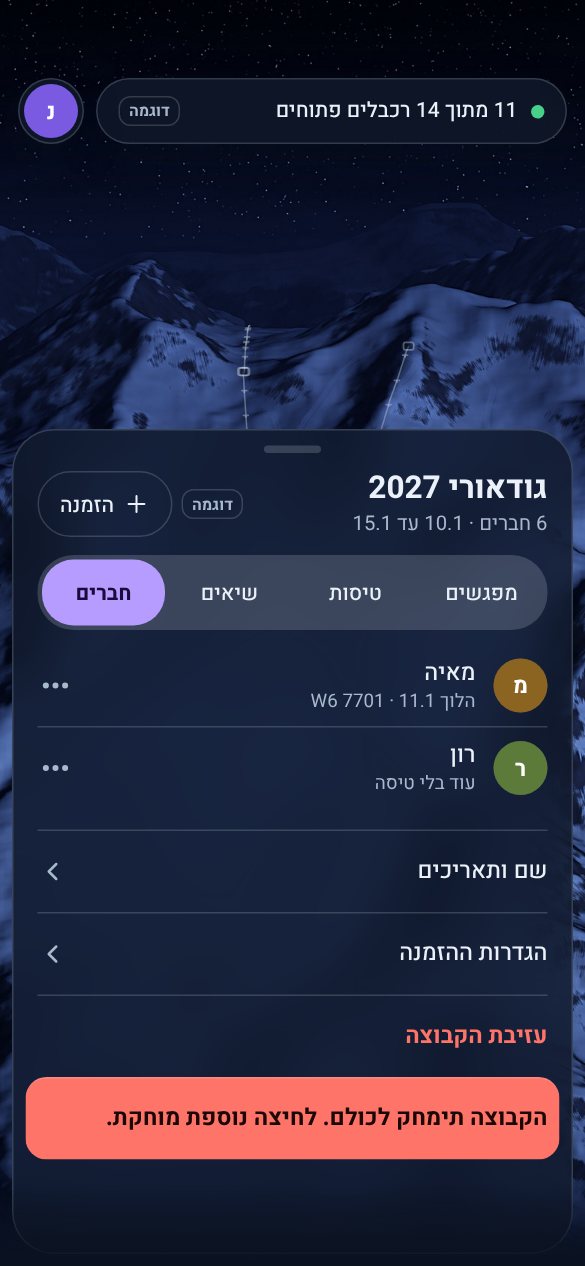 11 מתוך 14 רכבלים פתוחים
דוגמה
נ
גודאורי 2027
6 חברים · 10.1 עד 15.1
דוגמה
הזמנה
מפגשים
טיסות
שיאים
חברים
מ
מאיה
הלוך 11.1 · W6 7701
ר
רון
עוד בלי טיסה
שם ותאריכים
הגדרות ההזמנה
עזיבת הקבוצה
הקבוצה תימחק לכולם. לחיצה נוספת מוחקת.